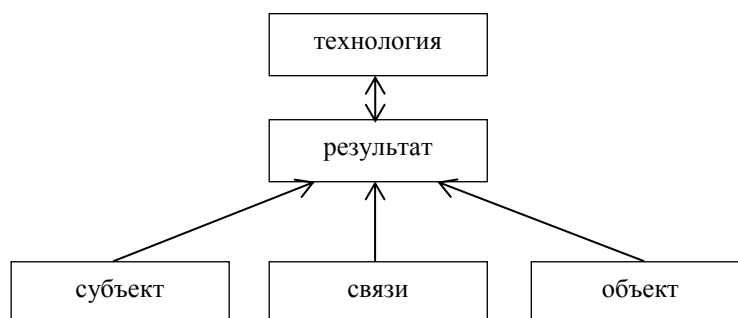 технология
результат
субъект
связи
объект